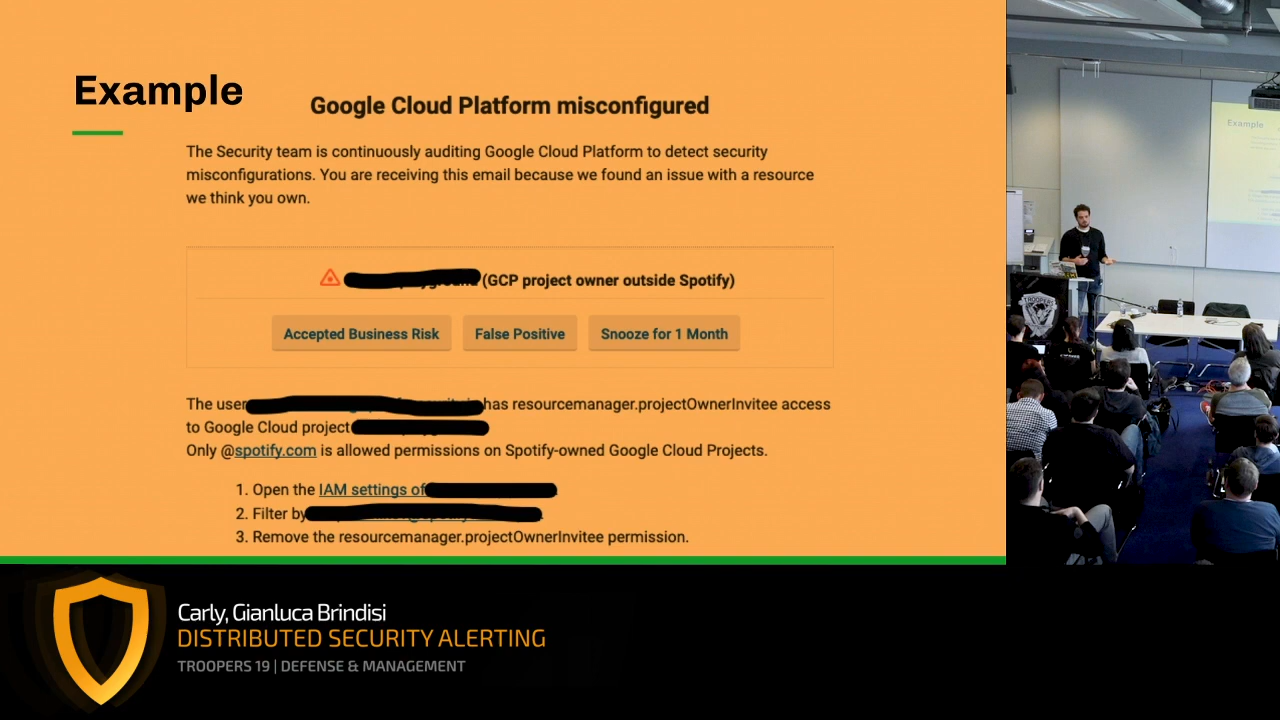 Example
Google Cloud Platform misconfigured
The Security team is continuously auditing Google Cloud Platform to detect security
misconfigurations. You are receiving this email because we found an issue with a resource
we think you own.
(GCP project owner outside Spotify)
Accepted Business Risk
False Positive
Snooze for 1 Month
The user has resourcemanager.projectOwnerInvitee access
to Google Cloud project
Only @spotify.com is allowed permissions on Spotify-owned Google Cloud Projects.
1. Open the IAM settings of
2. Filter by
3. Remove the resourcemanager.projectOwnerInvitee permission.
Example
TROOPERS
Carly, Gianluca Brindisi
DISTRIBUTED SECURITY ALERTING
TROOPERS 19 | DEFENSE & MANAGEMENT